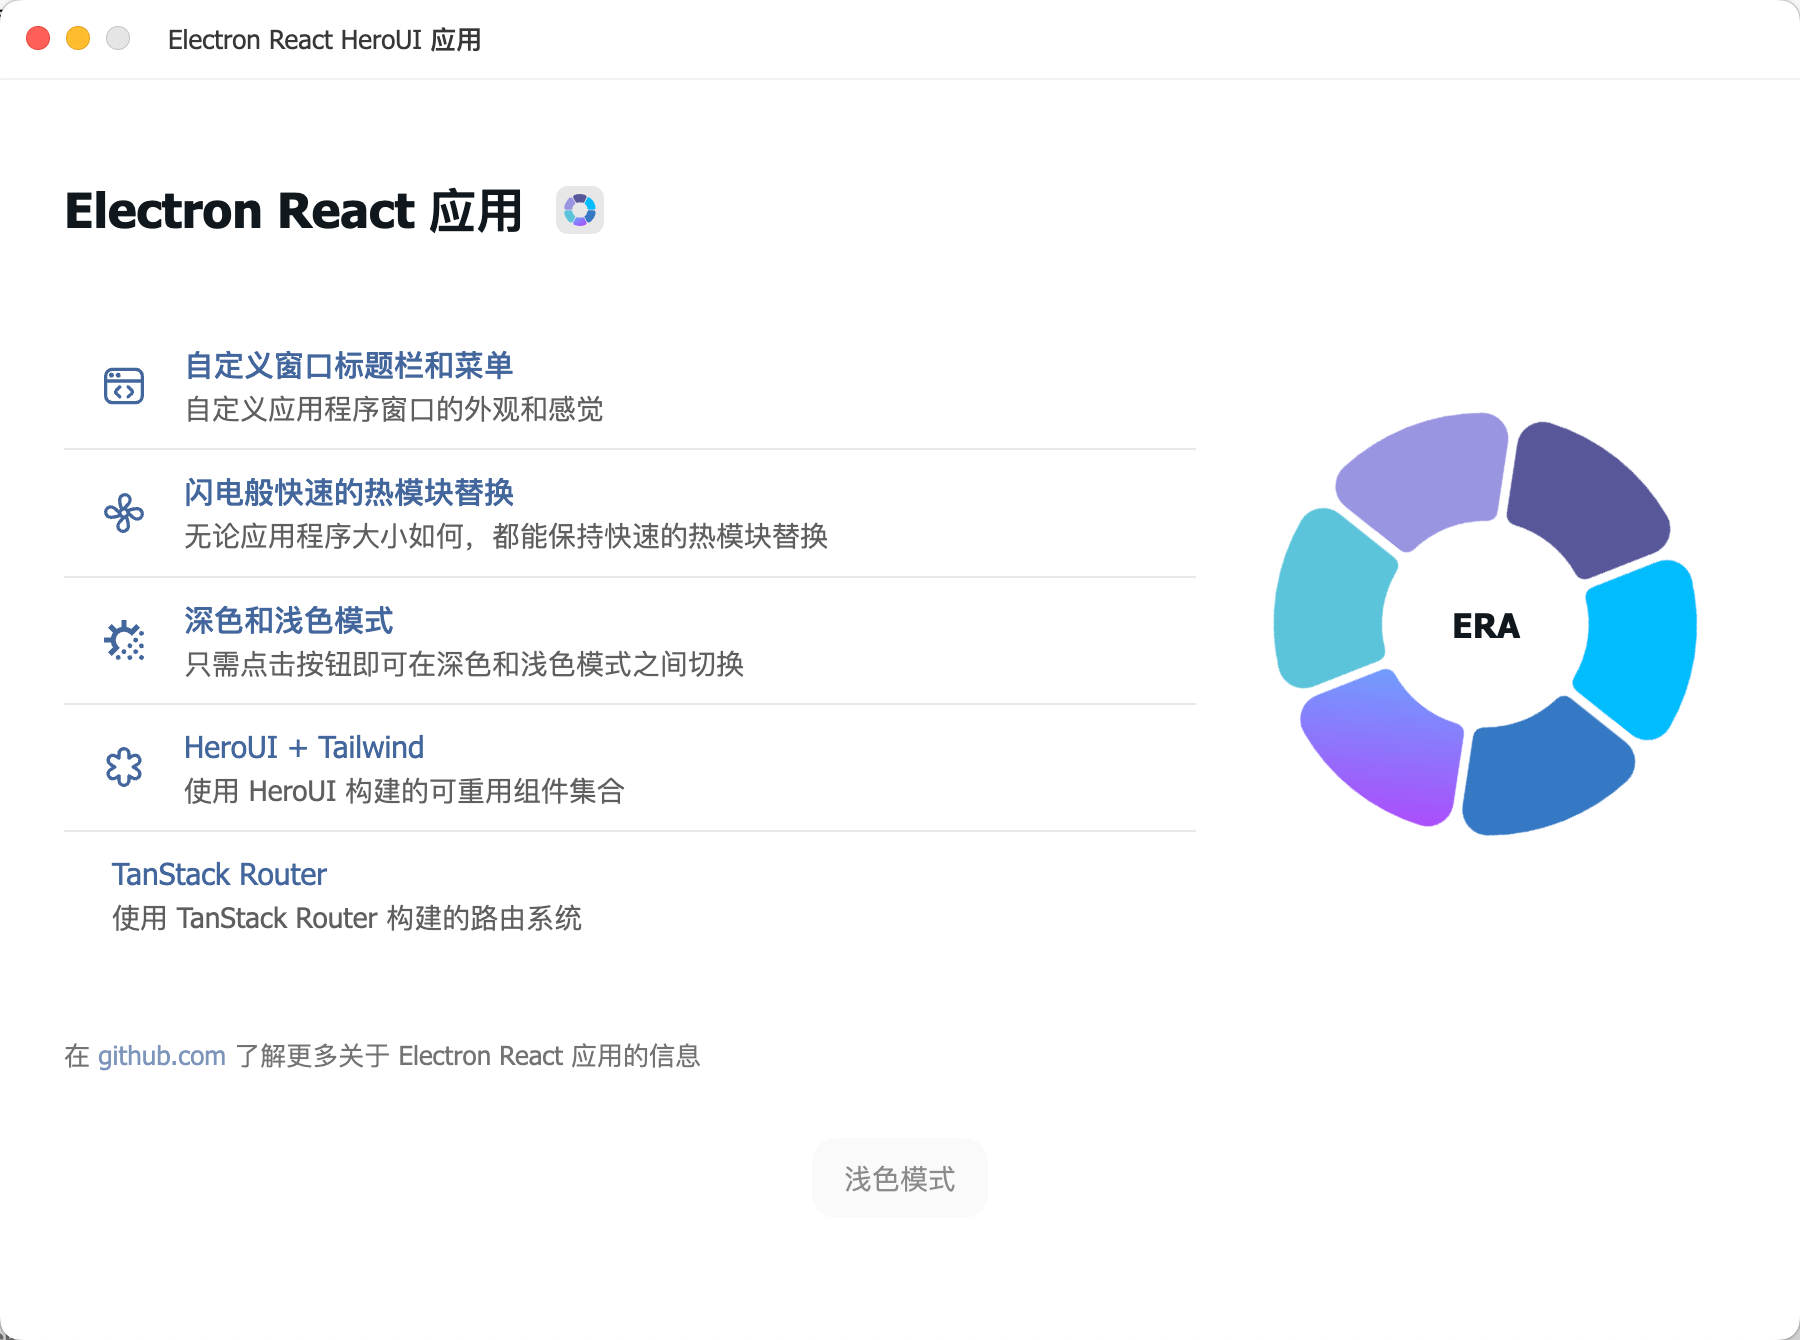 Electron React HeroUI 应用
Electron React 应用
自定义窗口标题栏和菜单
自定义应用程序窗口的外观和感觉
闪电般快速的热模块替换
无论应用程序大小如何，都能保持快速的热模块替换
深色和浅色模式
只需点击按钮即可在深色和浅色模式之间切换
HeroUI + Tailwind
使用 HeroUI 构建的可重用组件集合
TanStack Router
使用 TanStack Router 构建的路由系统
ERA
在 github.com 了解更多关于 Electron React 应用的信息
浅色模式